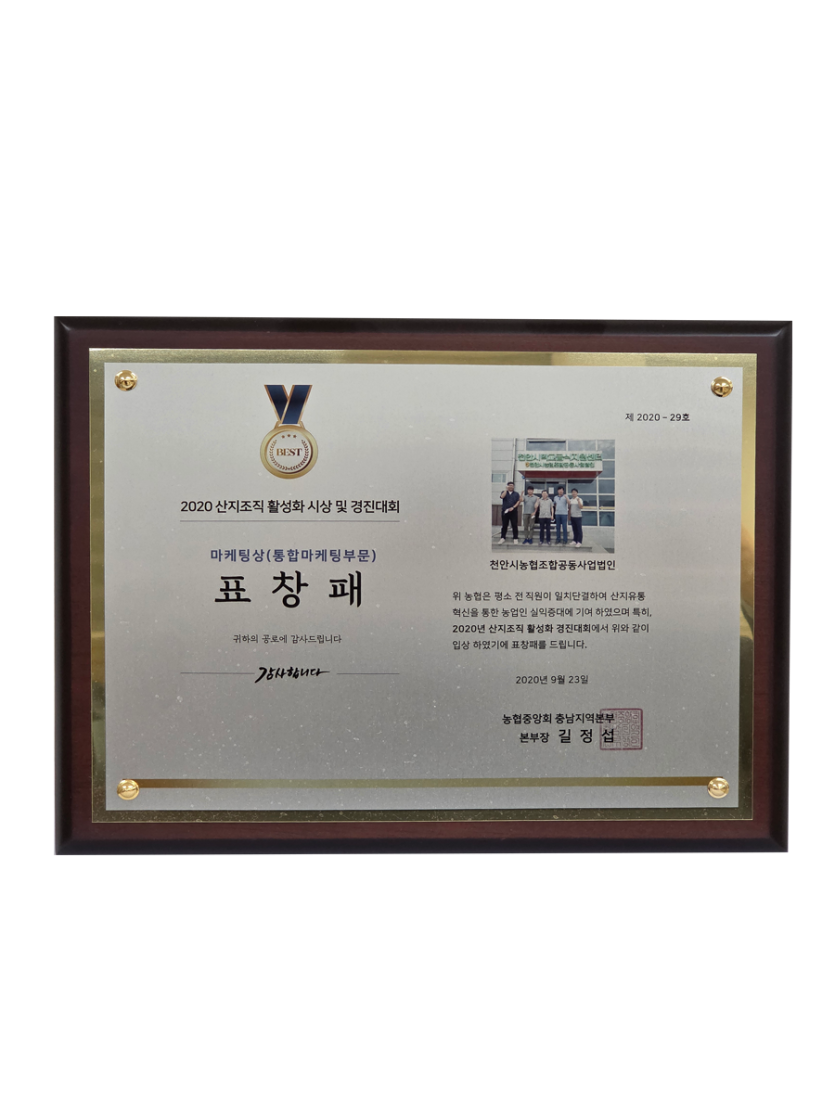 BEST
2020 산지조직 활성화 시상 및 경진대회
마케팅상(통합마케팅부문)
표창패
귀하의 공로에 감사드립니다
감사합니다
제 2020 - 29호
천안시농협조합공동사업법인
위 농협은 평소 전 직원이 일치단결하여 산지유통
혁신을 통한 농업인 실익증대에 기여 하였으며 특히,
2020년 산지조직 활성화 경진대회에서 위와 같이
입상 하였기에 표창패를 드립니다.
2020년 9월 23일
농협중앙회 충남지역본부
본부장 길 정 섭